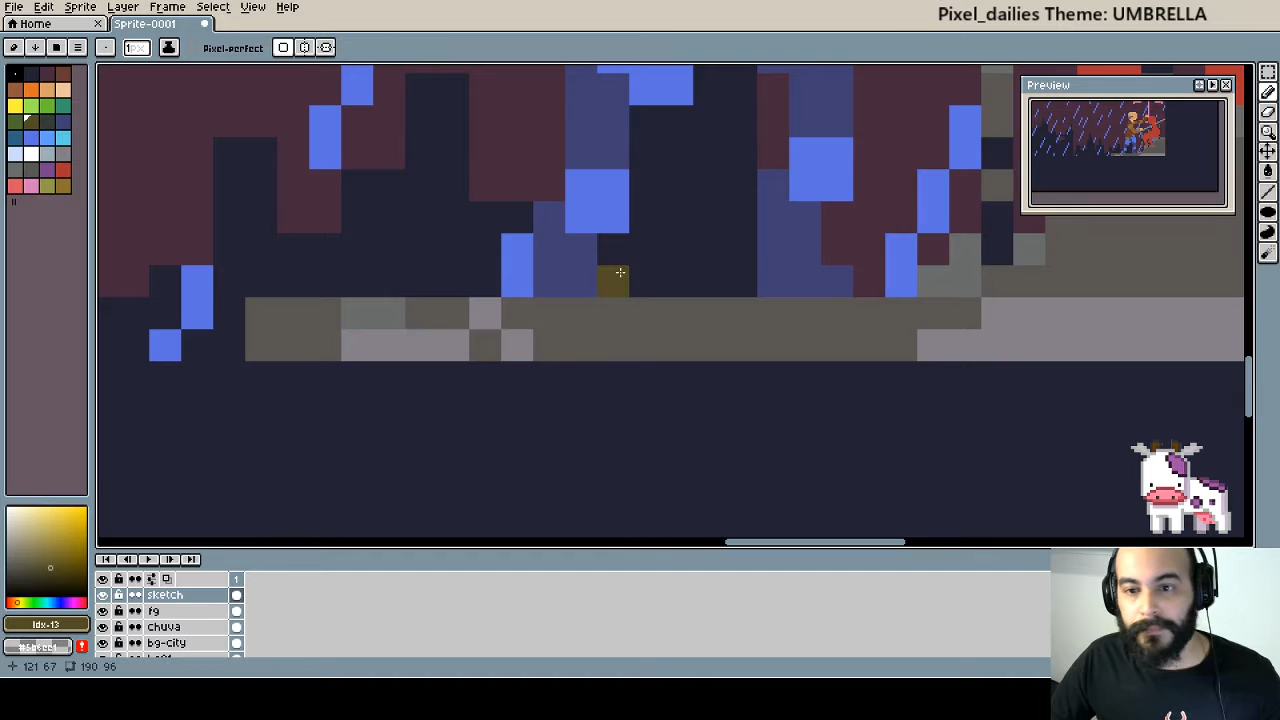 Pixel_dailies Theme: UMBRELLA
File Edit Sprite Layer Frame Select View Help
Home Sprite-0001
1px Pixel-perfect
Preview
Idx-13
1
sketch
fg
chuva
bg-city
121 67 190 96